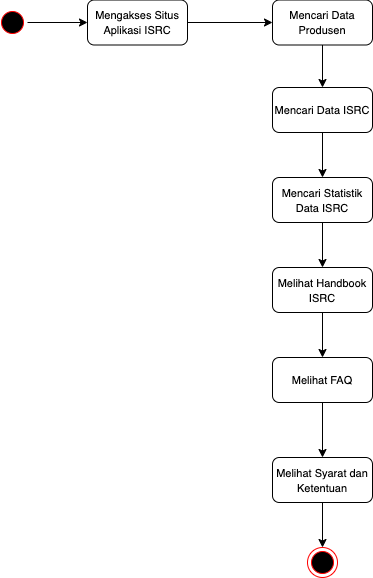 Mengakses Situs
Aplikasi ISRC
Mencari Data
Produsen
Mencari Data ISRC
Mencari Statistik
Data ISRC
Melihat Handbook
ISRC
Melihat FAQ
Melihat Syarat dan
Ketentuan